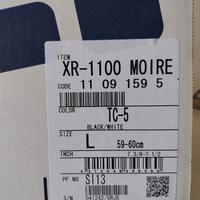 ITEM
XR-1100 MOIRE
CODE 11 09 159 5
COLOR
TC-5
BLACK/WHITE
SIZE
L 59-60cm
INCH 7.3/8-7.1/2
PF NO SI13
S/N